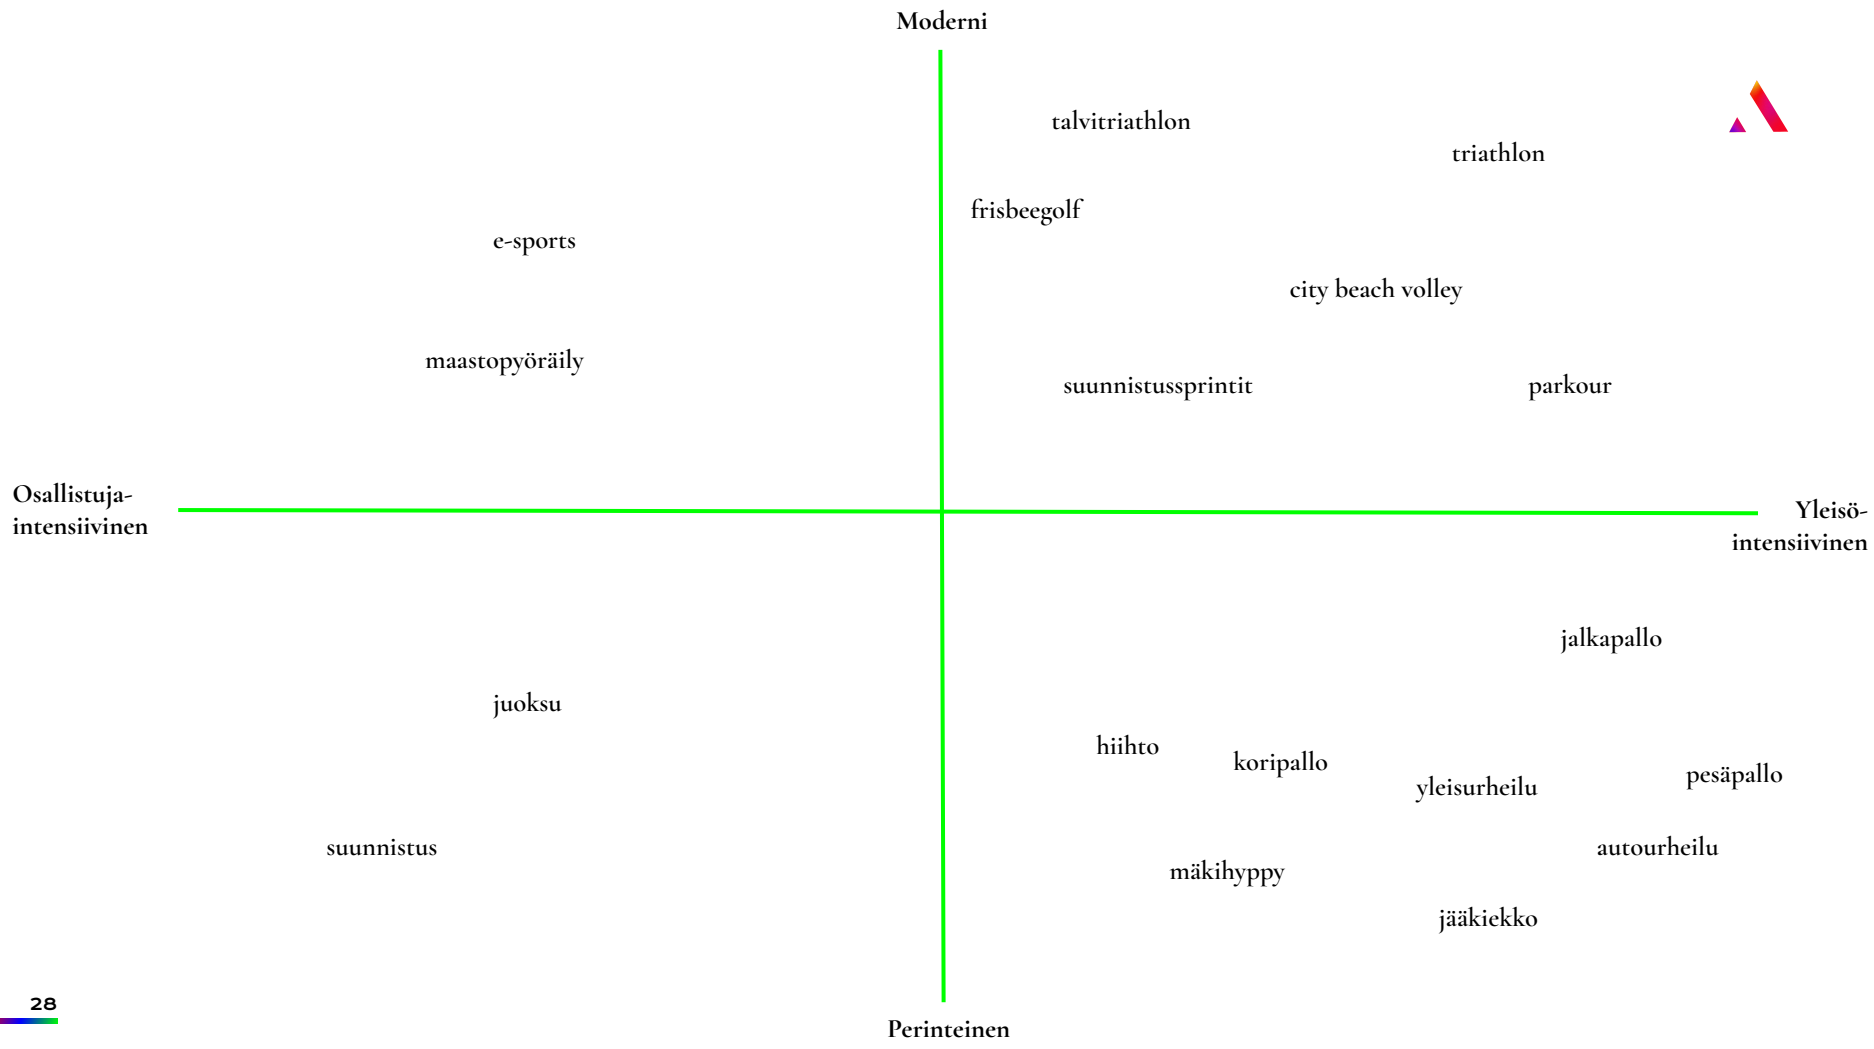 Moderni
talvitriathlon
triathlon
frisbeegolf
e-sports
city beach volley
maastopyöräily
suunnistussprintit
parkour
Osallistuja-
intensiivinen
Yleisö-
intensiivinen
jalkapallo
juoksu
hiihto
koripallo
yleisurheilu
pesäpallo
suunnistus
autourheilu
mäkihyppy
jääkiekko
28
Perinteinen